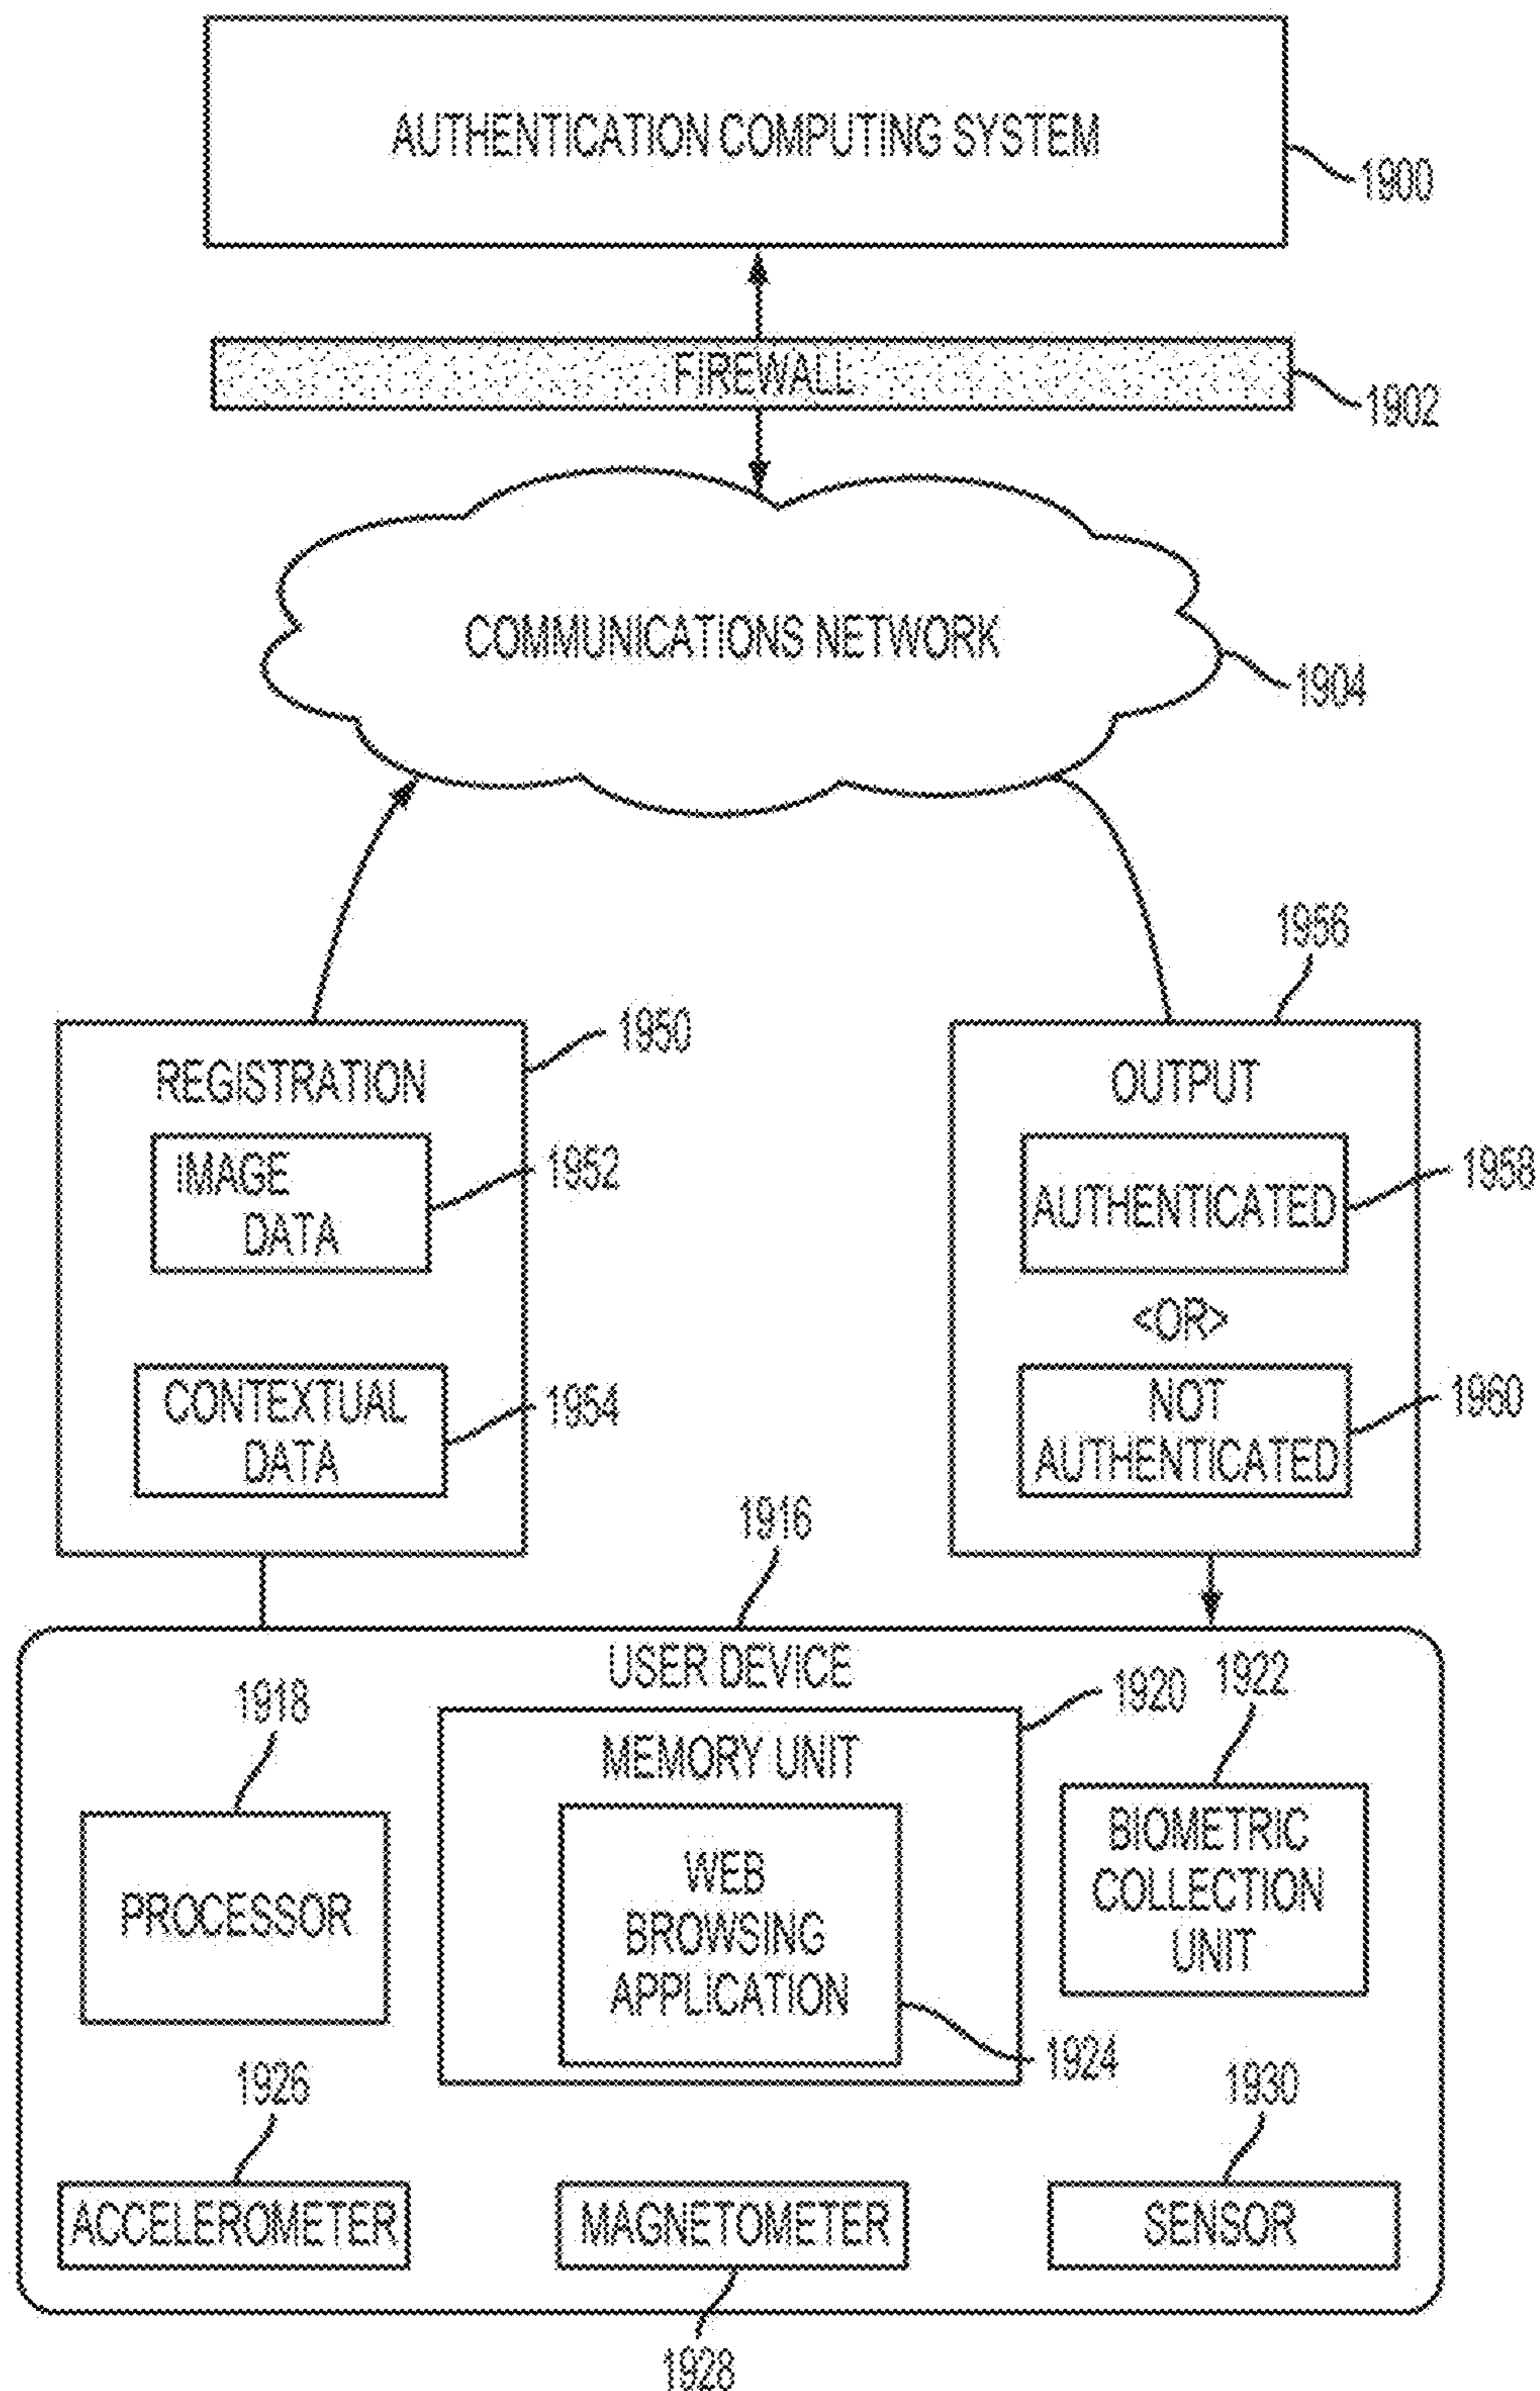 AUTHENTICATION COMPUTING SYSTEM
1900
FIREWALL
1902
COMMUNICATIONS NETWORK
1904
1956
1950
REGISTRATION
OUTPUT
IMAGE
DATA
1952
AUTHENTICATED
1958
<OR>
CONTEXTUAL
DATA
1954
NOT
AUTHENTICATED
1960
1916
USER DEVICE
1918
1920
1922
MEMORY UNIT
PROCESSOR
WEB
BROWSING
APPLICATION
BIOMETRIC
COLLECTION
UNIT
1924
1926
1930
ACCELEROMETER
MAGNETOMETER
SENSOR
1928